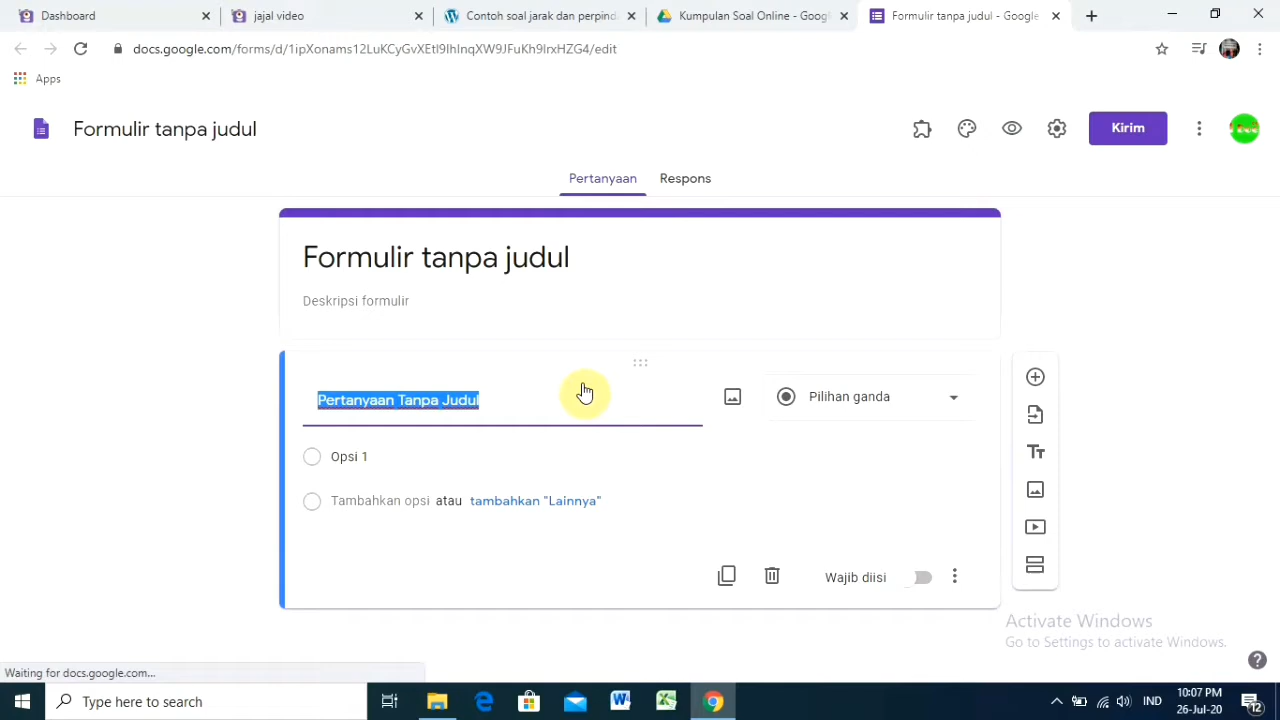 Dashboard
jajal video
Contoh soal jarak dan perpind
Kumpulan Soal Online - Goog
Formulir tanpa judul - Google
docs.google.com/forms/d/1ipXonams12LuKCyGvXEtl9lhlnqXW9JFuKh9lrxHZG4/edit
Apps
Formulir tanpa judul
Kirim
Pertanyaan
Respons
Formulir tanpa judul
Deskripsi formulir
Pertanyaan Tanpa Judul
Pilihan ganda
Opsi 1
Tambahkan opsi atau tambahkan "Lainnya"
Wajib diisi
Activate Windows
Go to Settings to activate Windows.
Waiting for docs.google.com...
Type here to search
IND
10:07 PM
26-Jul-20
12